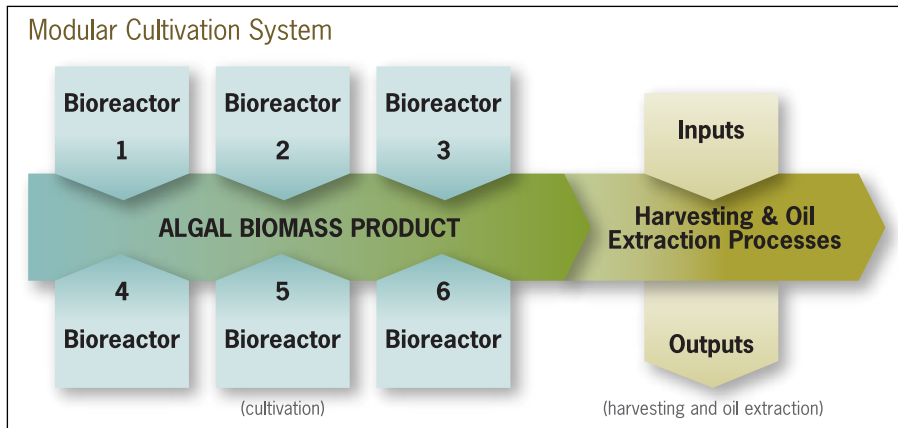 Modular Cultivation System
Bioreactor
1
Bioreactor
2
Bioreactor
3
Inputs
ALGAL BIOMASS PRODUCT
Harvesting & Oil
Extraction Processes
4
Bioreactor
5
Bioreactor
6
Bioreactor
Outputs
(cultivation)
(harvesting and oil extraction)